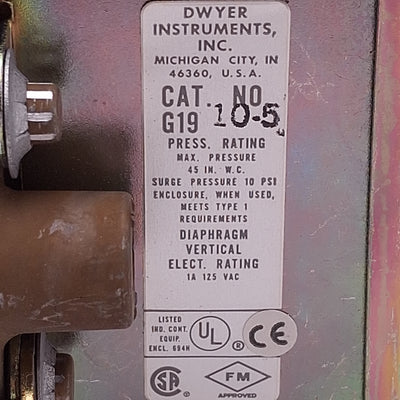 DWYER
INSTRUMENTS,
INC.
MICHIGAN CITY, IN
46360, U.S.A.
CAT. NO.
G19 10-5
PRESS. RATING
MAX. PRESSURE
45 IN. W.C.
SURGE PRESSURE 10 PSI
ENCLOSURE, WHEN USED,
MEETS TYPE 1
REQUIREMENTS
DIAPHRAGM
VERTICAL
ELECT. RATING
1A 125 VAC
LISTED
IND. CONT.
EQUIP.
ENCL. 694H
UL ® CE
SA FM
APPROVED